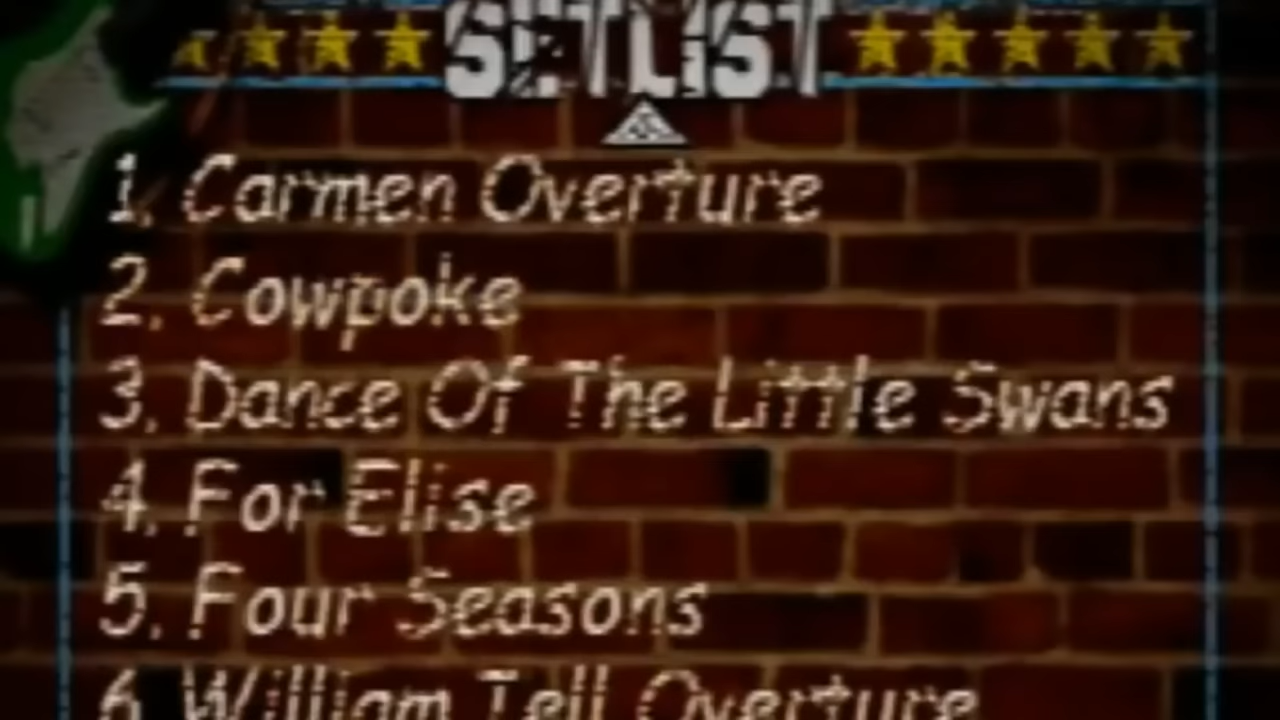 SETLIST
1. Carmen Overture
2. Cowpoke
3. Dance Of The Little Swans
4. For Elise
5. Four Seasons
6. William Tell Overture